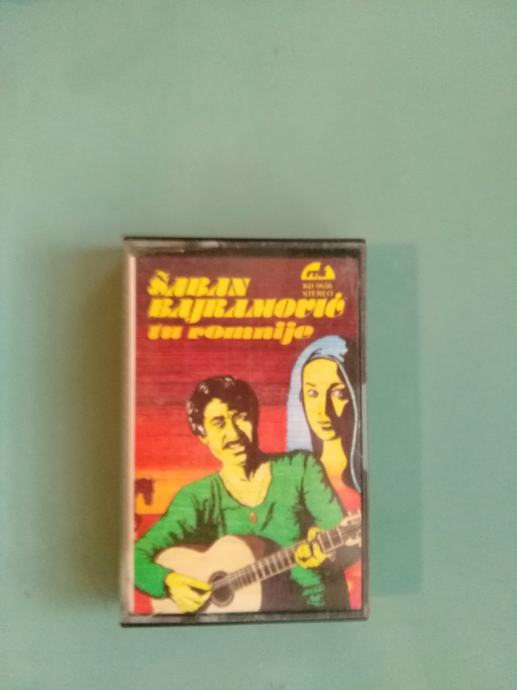 ŠABAN
BAJRAMOVIĆ
tu romnije
STEREO